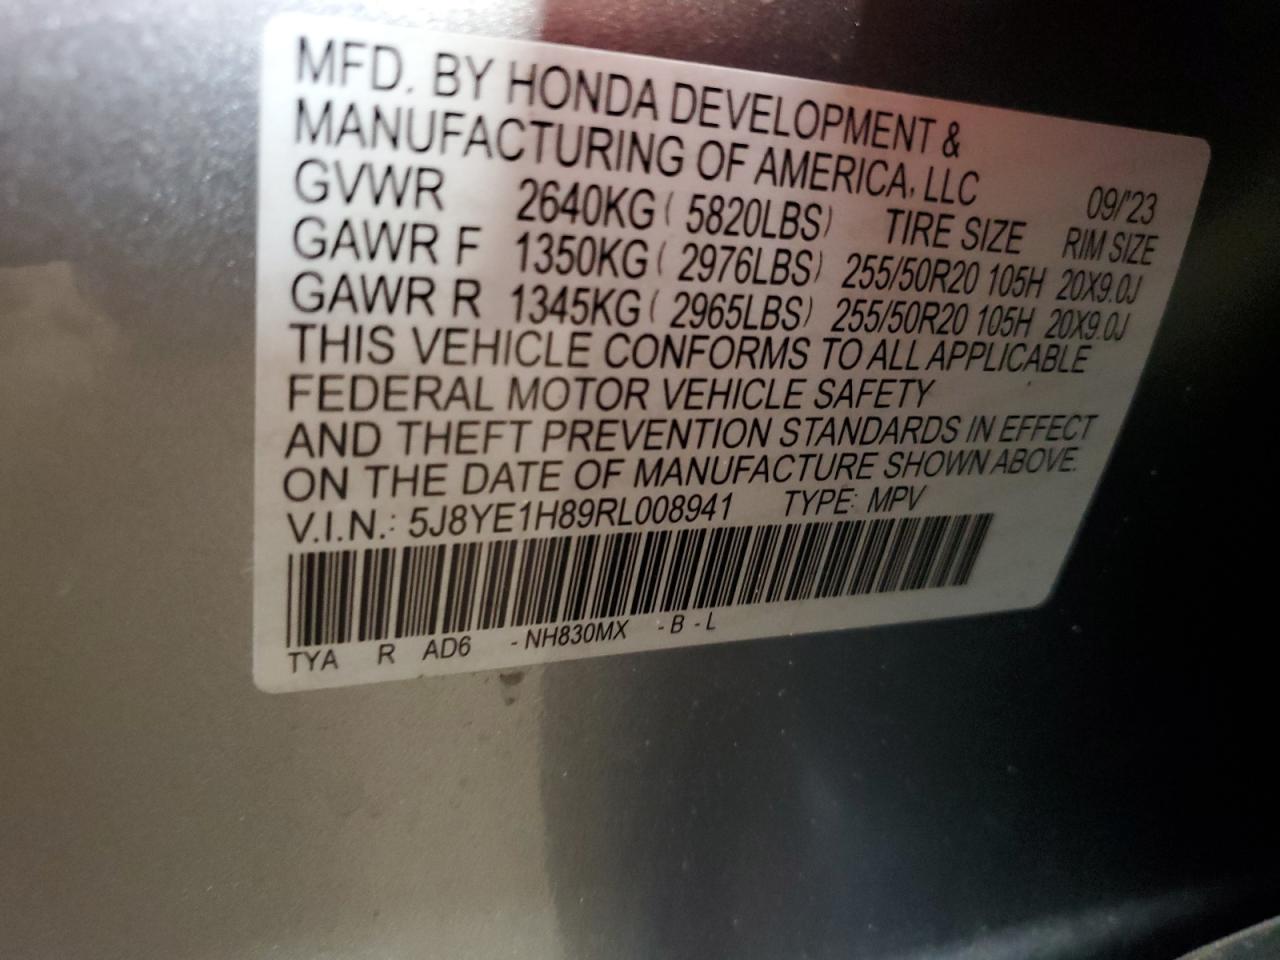 MFD. BY HONDA DEVELOPMENT &
MANUFACTURING OF AMERICA, LLC 09/'23
GVWR 2640KG ( 5820LBS) TIRE SIZE RIM SIZE
GAWR F 1350KG ( 2976LBS) 255/50R20 105H 20X9.0J
GAWR R 1345KG ( 2965LBS) 255/50R20 105H 20X9.0J
THIS VEHICLE CONFORMS TO ALL APPLICABLE
FEDERAL MOTOR VEHICLE SAFETY
AND THEFT PREVENTION STANDARDS IN EFFECT
ON THE DATE OF MANUFACTURE SHOWN ABOVE.
V.I.N.: 5J8YE1H89RL008941 TYPE: MPV
TYA R AD6 -NH830MX -B -L